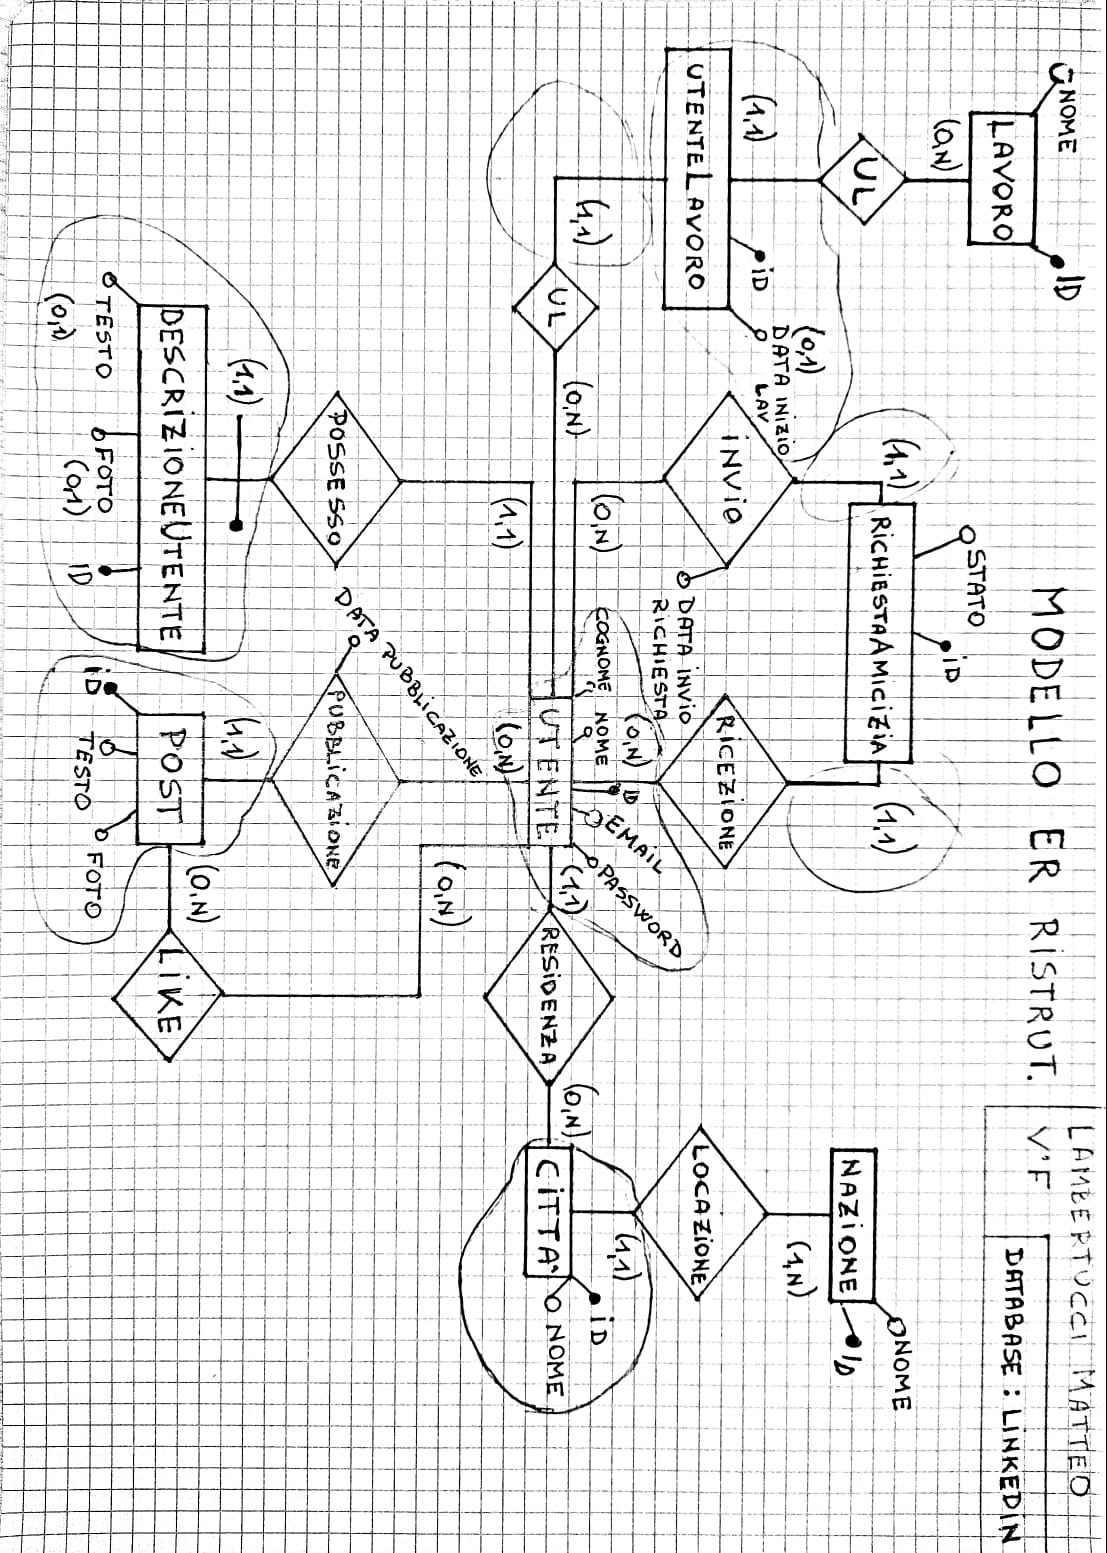 MODELLO ER RISTRUT.
LAMBERTUCCI MATTEO
V°F
DATABASE : LINKEDIN
NOME
LAVORO
ID
(0,N)
UL
(1,1)
UTENTELAVORO
ID
(0,1)
DATA INIZIO
LAV
(1,1)
UL
(0,N)
STATO
ID
RICHIESTAAMICIZIA
(1,1)
(1,1)
INVIO
(0,N)
DATA INVIO
RICHIESTA
RICEZIONE
(0,N)
COGNOME
NOME
ID
EMAIL
PASSWORD
UTENTE
(1,1)
(0,N)
(1,1)
(0,N)
NAZIONE
NOME
ID
(1,N)
LOCAZIONE
(1,1)
RESIDENZA
(0,N)
CITTA'
ID
NOME
POSSESSO
(1,1)
DESCRIZIONEUTENTE
TESTO
(0,1)
FOTO
(0,1)
ID
DATA PUBBLICAZIONE
PUBBLICAZIONE
(1,1)
POST
ID
TESTO
FOTO
(0,N)
LIKE